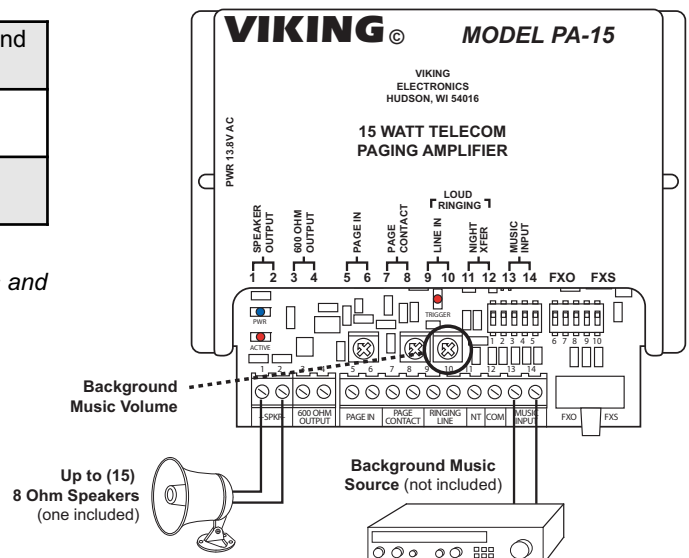 nd
n and
VIKING© MODEL PA-15
VIKING
ELECTRONICS
HUDSON, WI 54016
PWR 13.8V AC
15 WATT TELECOM
PAGING AMPLIFIER
LOUD
RINGING
SPEAKER
OUTPUT
600 OHM
OUTPUT
PAGE IN
PAGE
CONTACT
LINE IN
NIGHT
XFER
MUSIC
INPUT
1 2 3 4 5 6 7 8 9 10 11 12 13 14 FXO FXS
PWR
TRIGGER
ACTIVE
1 2 3 4 5 6 7 8 9 10
1 2 3 4 5 6 7 8 9 10 11 12 13 14
-SPKR- 600 OHM OUTPUT PAGE IN PAGE CONTACT RINGING LINE NT COM MUSIC INPUT FXO FXS
Background
Music Volume
Up to (15)
8 Ohm Speakers
(one included)
Background Music
Source (not included)